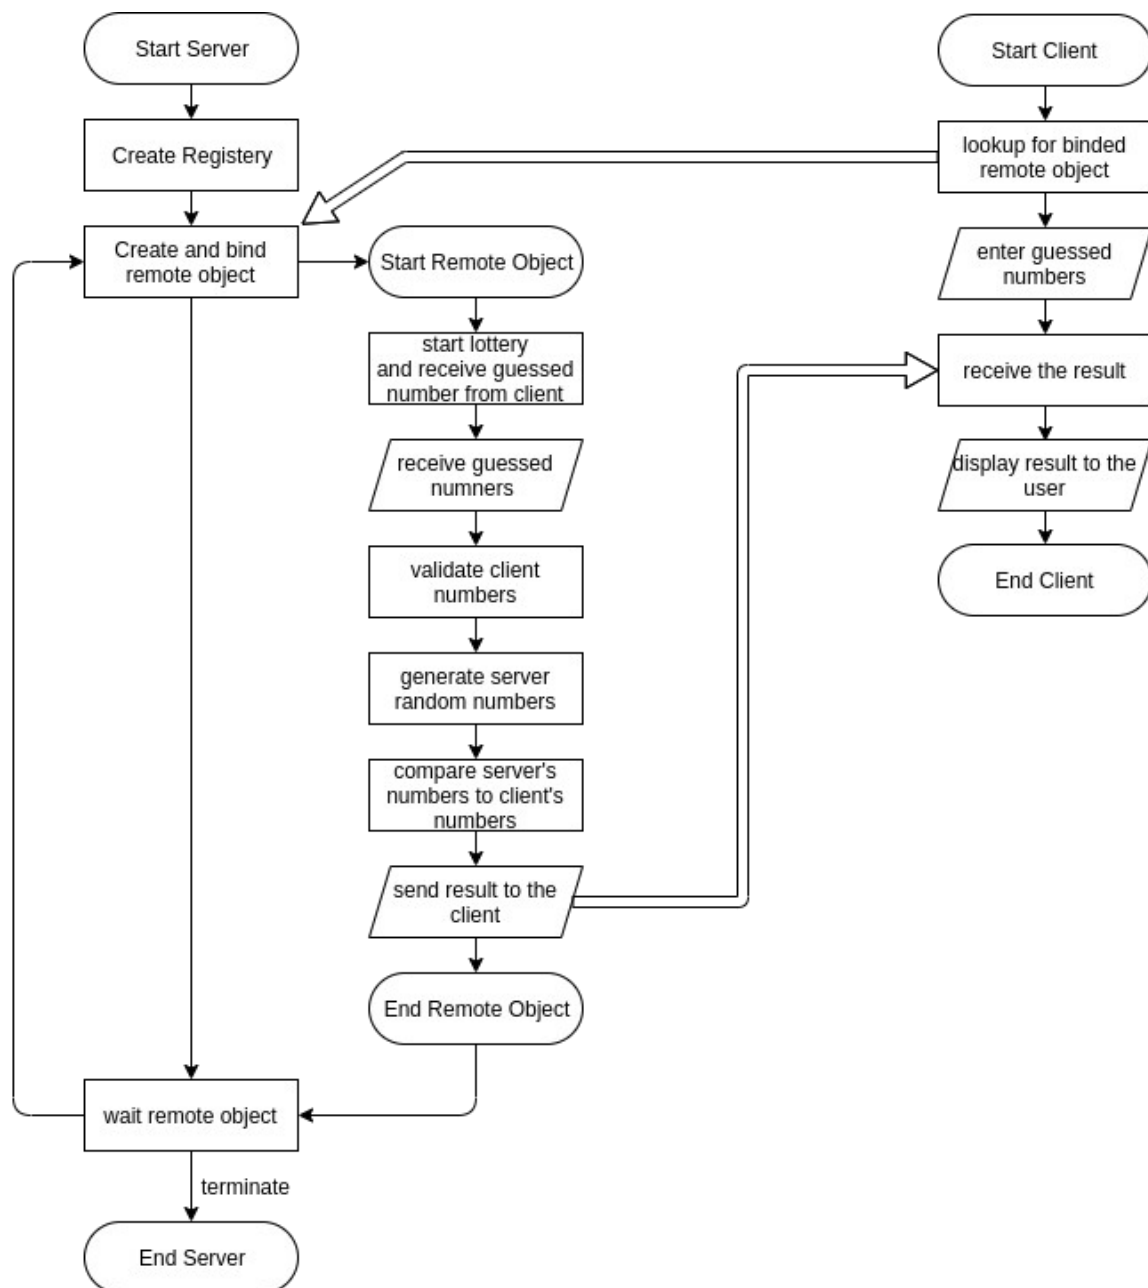 Start Server
Create Registery
Create and bind
remote object
Start Remote Object
start lottery
and receive guessed
number from client
receive guessed
numners
validate client
numbers
generate server
random numbers
compare server's
numbers to client's
numbers
send result to the
client
End Remote Object
wait remote object
terminate
End Server
Start Client
lookup for binded
remote object
enter guessed
numbers
receive the result
display result to the
user
End Client